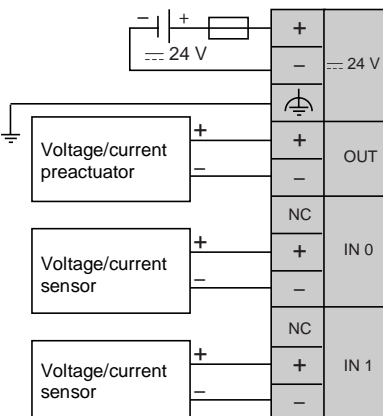 − + +
⎓ 24 V
− ⎓ 24 V
Voltage/current
preactuator
+ +
− −
OUT
NC
Voltage/current
sensor
+ +
− −
IN 0
NC
Voltage/current
sensor
+ +
− −
IN 1